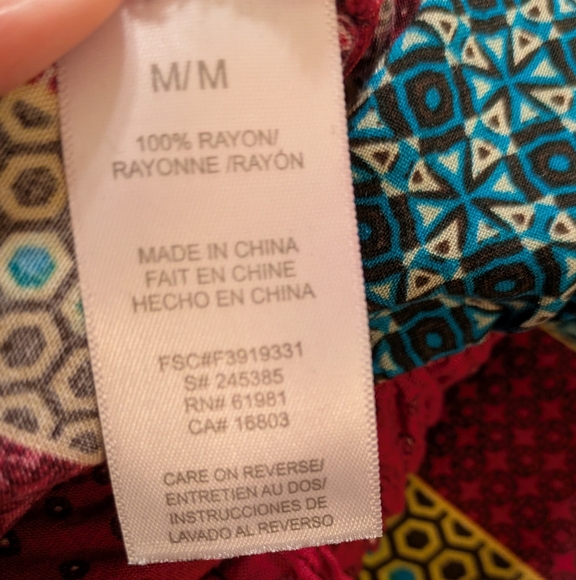 M/M
100% RAYON/
RAYONNE /RAYÓN
MADE IN CHINA
FAIT EN CHINE
HECHO EN CHINA
FSC#F3919331
S# 245385
RN# 61981
CA# 16803
CARE ON REVERSE/
ENTRETIEN AU DOS/
INSTRUCCIONES DE
LAVADO AL REVERSO